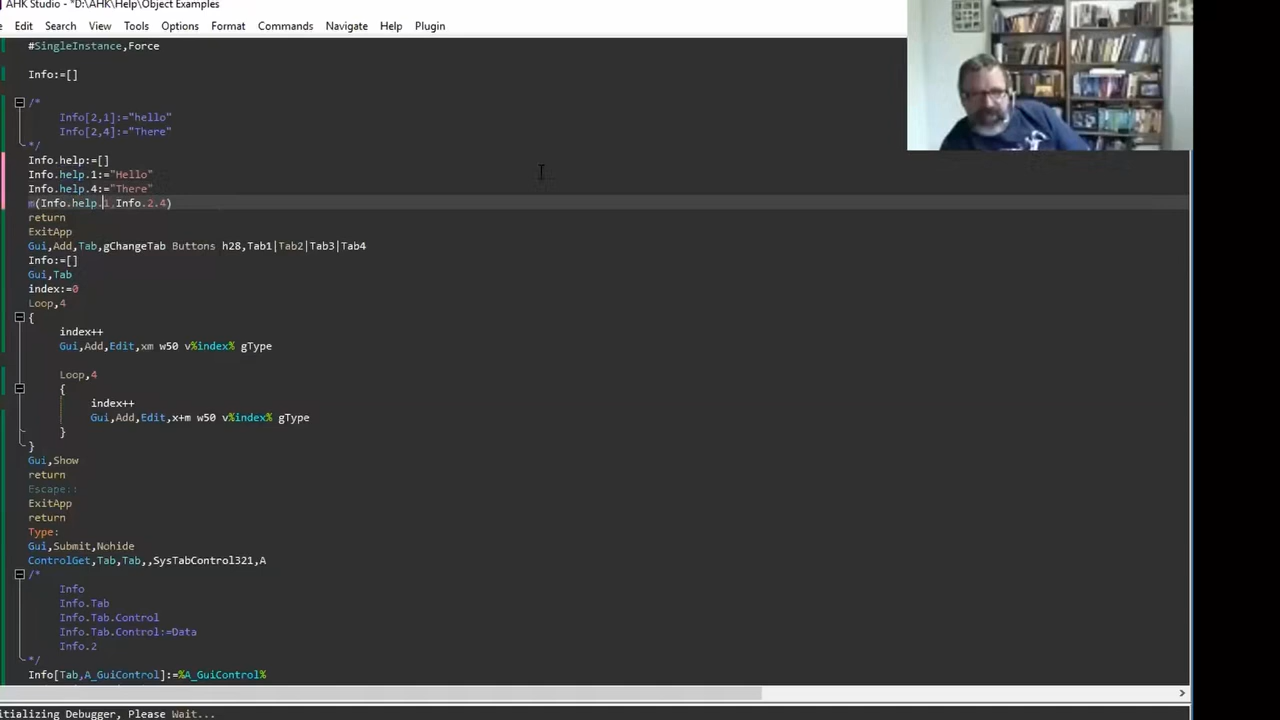 AHK Studio - *D:\AHK\Help\Object Examples
Edit Search View Tools Options Format Commands Navigate Help Plugin
#SingleInstance,Force
Info:=[]
/*
Info[2,1]:="hello"
Info[2,4]:="There"
*/
Info.help:=[]
Info.help.1:="Hello"
Info.help.4:="There"
m(Info.help.1,Info.2.4)
return
ExitApp
Gui,Add,Tab,gChangeTab Buttons h28,Tab1|Tab2|Tab3|Tab4
Info:=[]
Gui,Tab
index:=0
Loop,4
{
index++
Gui,Add,Edit,xm w50 v%index% gType
Loop,4
{
index++
Gui,Add,Edit,x+m w50 v%index% gType
}
}
Gui,Show
return
Escape::
ExitApp
return
Type:
Gui,Submit,Nohide
ControlGet,Tab,Tab,,SysTabControl321,A
/*
Info
Info.Tab
Info.Tab.Control
Info.Tab.Control:=Data
Info.2
*/
Info[Tab,A_GuiControl]:=%A_GuiControl%
itializing Debugger, Please Wait...